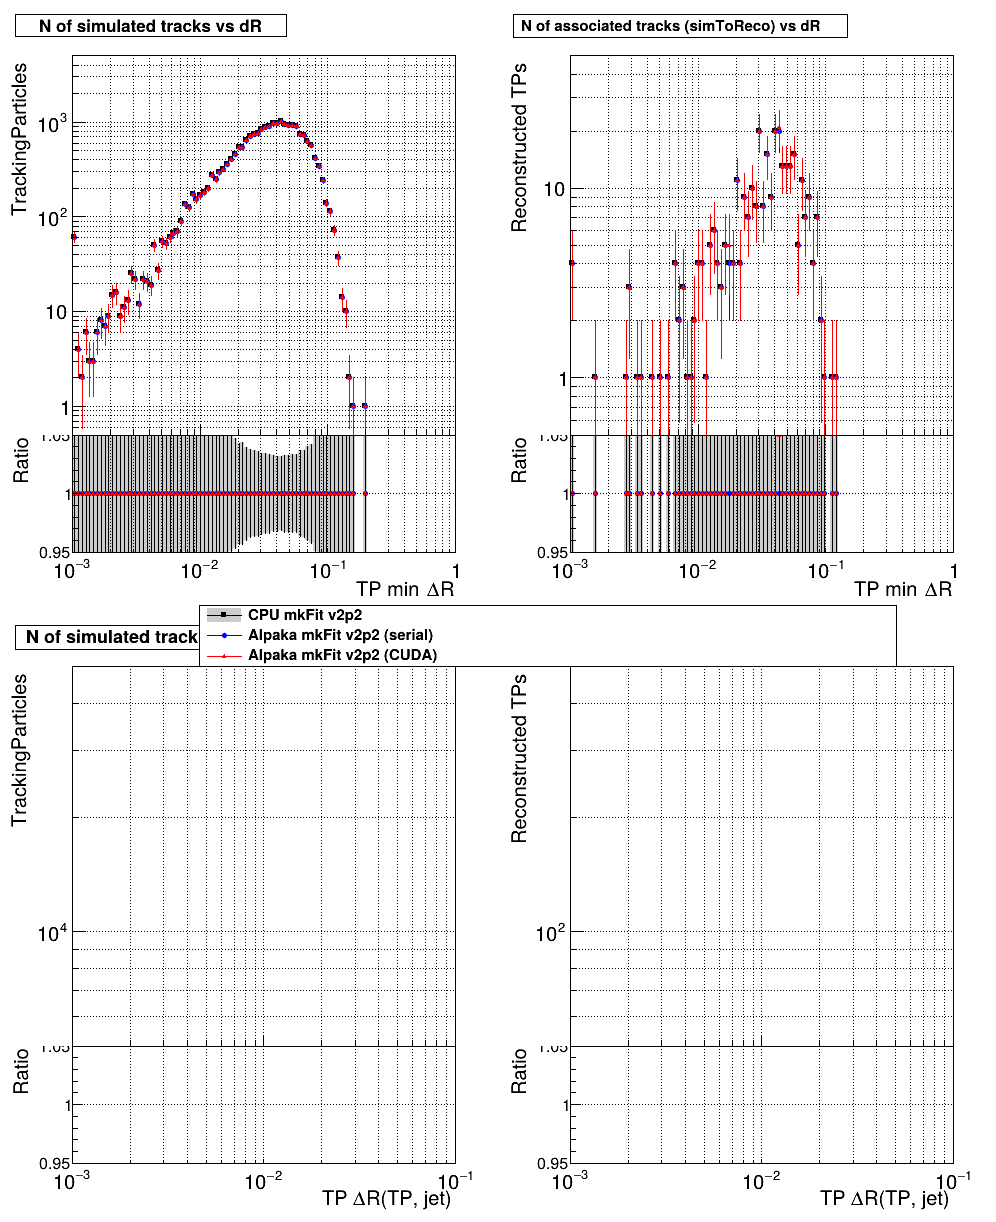 N of simulated tracks vs dR
TrackingParticles
10³
10²
10
1
Ratio
1.05
1
0.95
10⁻³ 10⁻² 10⁻¹ 1
TP min ΔR
N of associated tracks (simToReco) vs dR
Reconstructed TPs
10
1
Ratio
1.05
1
0.95
10⁻³ 10⁻² 10⁻¹ 1
TP min ΔR
CPU mkFit v2p2
Alpaka mkFit v2p2 (serial)
Alpaka mkFit v2p2 (CUDA)
N of simulated track
TrackingParticles
10⁴
Ratio
1.05
1
0.95
10⁻³ 10⁻² 10⁻¹
TP ΔR(TP, jet)
Reconstructed TPs
10²
Ratio
1.05
1
0.95
10⁻³ 10⁻² 10⁻¹
TP ΔR(TP, jet)